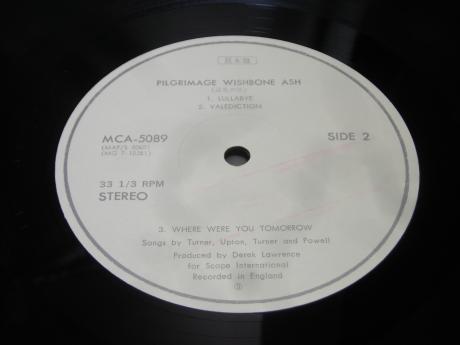 PILGRIMAGE WISHBONE ASH
1. LULLABYE
2. VALEDICTION
MCA-5089 SIDE 2
33 1/3 RPM
STEREO
3. WHERE WERE YOU TOMORROW
Songs by Turner, Upton, Turner and Powell
Produced by Derek Lawrence
for Scope International
Recorded in England